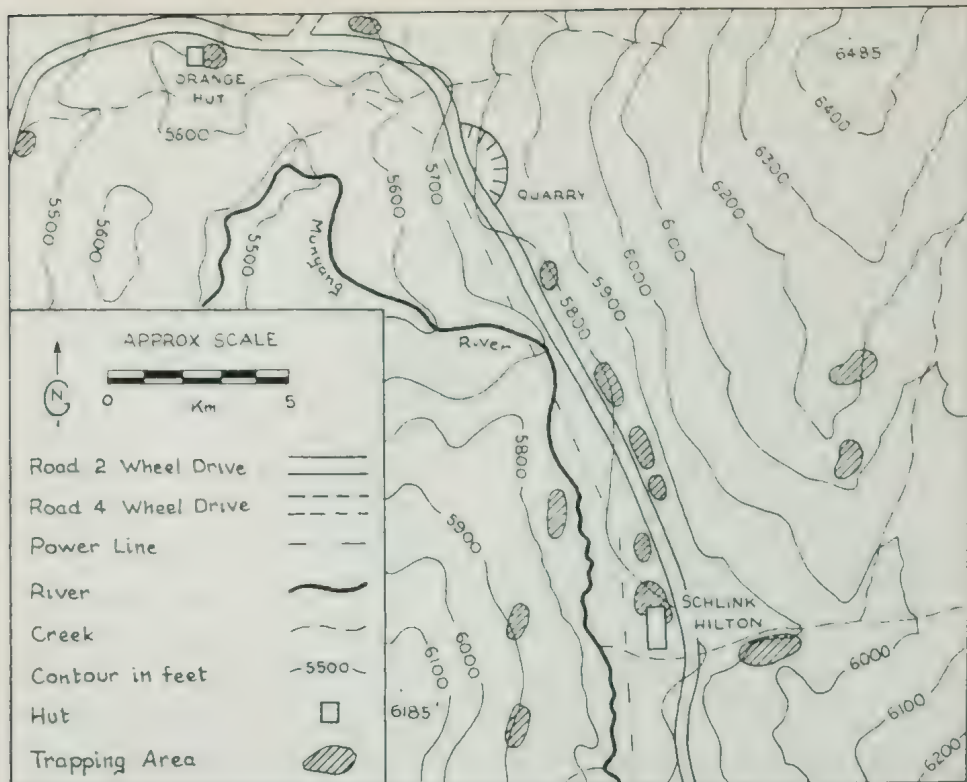 6485
ORANGE
HUT
5600
6400
6300
6200
QUARRY
5700
5600
5500
5600
5500
Munyang
River
6100
6000
5900
5800
APPROX SCALE
N
0
5
Km
Road 2 Wheel Drive
Road 4 Wheel Drive
Power Line
River
Creek
Contour in feet
5500
Hut
Trapping Area
5800
5900
6000
6100
6185'
SCHLINK
HILTON
6000
6100
6200